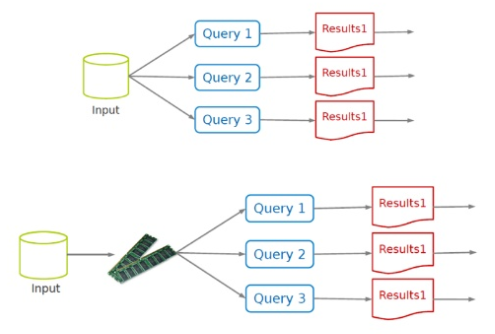 Query 1
Results1
Query 2
Results1
Input
Query 3
Results1
Query 1
Results1
Query 2
Results1
Input
Query 3
Results1